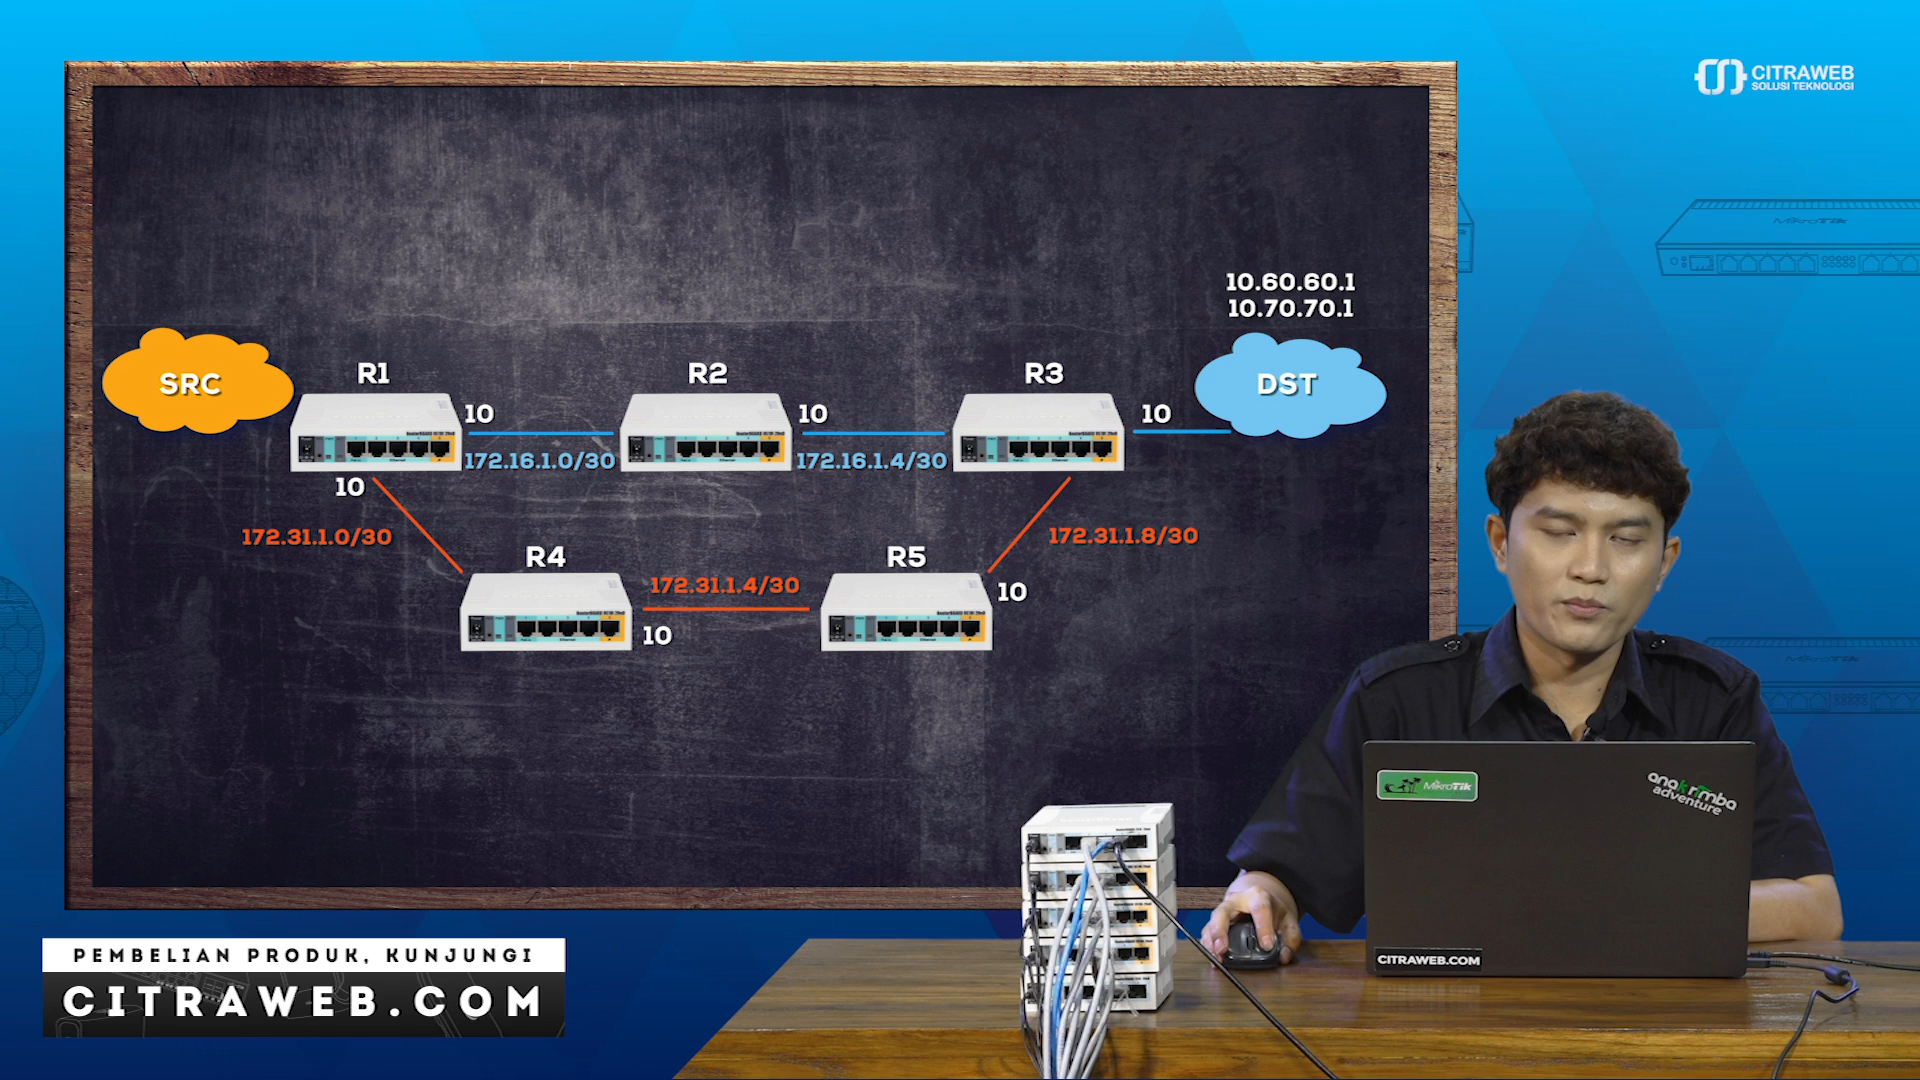 CITRAWEB
SOLUSI TEKNOLOGI
MikroTik
10.60.60.1
10.70.70.1
SRC
R1
R2
R3
DST
10
10
10
172.16.1.0/30
172.16.1.4/30
10
172.31.1.0/30
172.31.1.8/30
R4
R5
172.31.1.4/30
10
10
MikroTik
MikroTik
anakrimba
adventure
CITRAWEB.COM
PEMBELIAN PRODUK, KUNJUNGI
CITRAWEB.COM